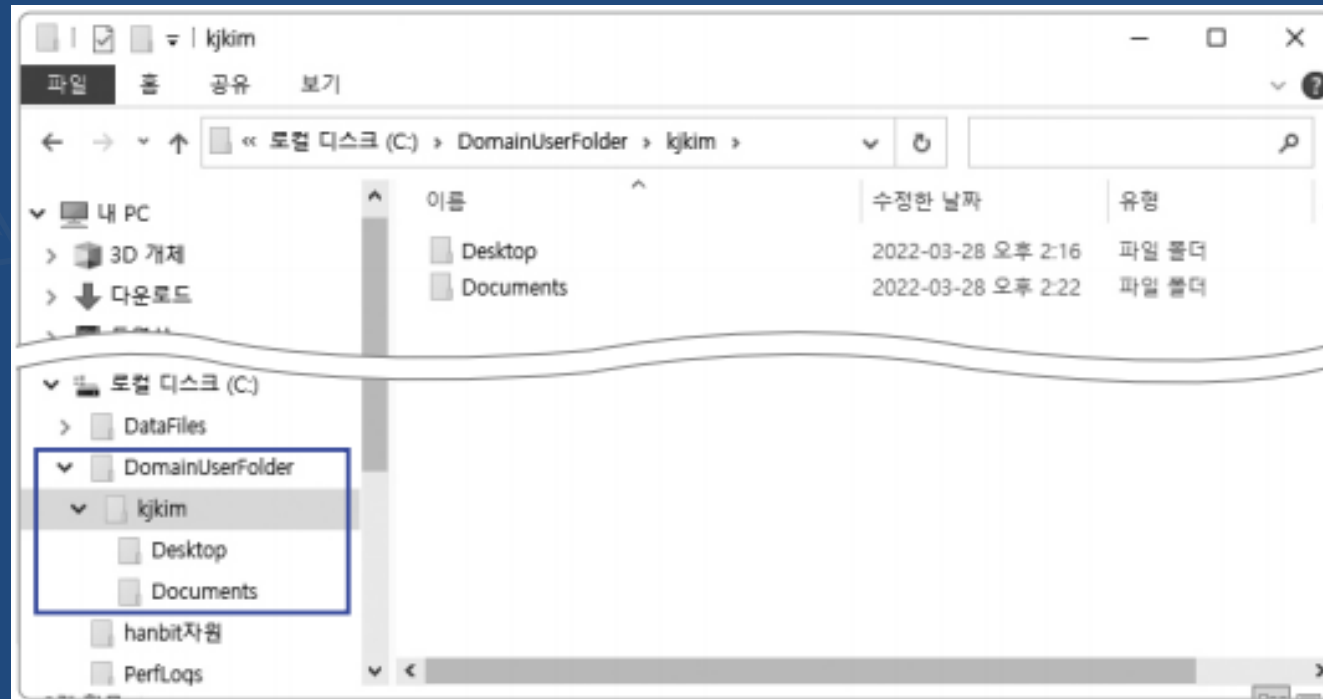 kjkim
파일 홈 공유 보기
« 로컬 디스크 (C:) › DomainUserFolder › kjkim ›
이름 수정한 날짜 유형
내 PC
3D 개체
Desktop 2022-03-28 오후 2:16 파일 폴더
다운로드
Documents 2022-03-28 오후 2:22 파일 폴더
로컬 디스크 (C:)
DataFiles
DomainUserFolder
kjkim
Desktop
Documents
hanbit자원
PerfLogs